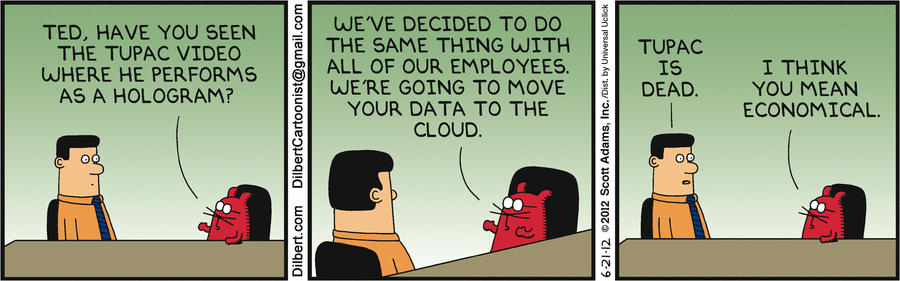 TED, HAVE YOU SEEN
THE TUPAC VIDEO
WHERE HE PERFORMS
AS A HOLOGRAM?
Dilbert.com DilbertCartoonist@gmail.com
WE'VE DECIDED TO DO
THE SAME THING WITH
ALL OF OUR EMPLOYEES.
WE'RE GOING TO MOVE
YOUR DATA TO THE
CLOUD.
6-21-12 ©2012 Scott Adams, Inc./Dist. by Universal Uclick
TUPAC
IS
DEAD.
I THINK
YOU MEAN
ECONOMICAL.